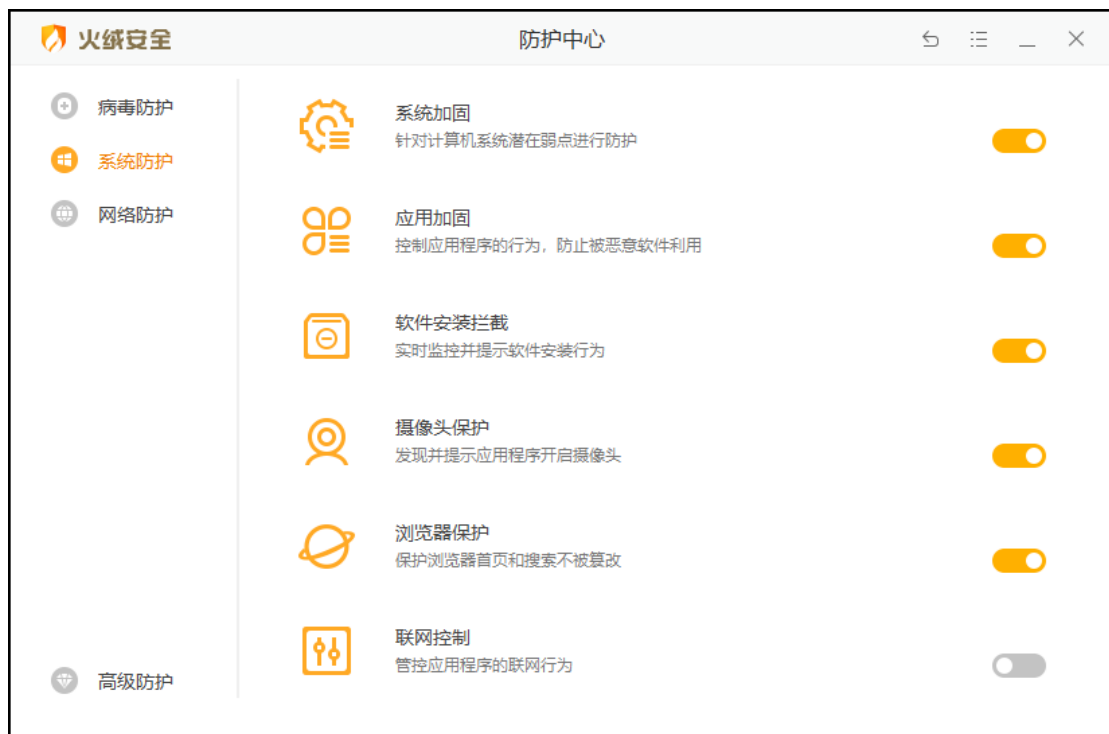 火绒安全
防护中心
病毒防护
系统防护
网络防护
高级防护
系统加固
针对计算机系统潜在弱点进行防护
应用加固
控制应用程序的行为，防止被恶意软件利用
软件安装拦截
实时监控并提示软件安装行为
摄像头保护
发现并提示应用程序开启摄像头
浏览器保护
保护浏览器首页和搜索不被篡改
联网控制
管控应用程序的联网行为